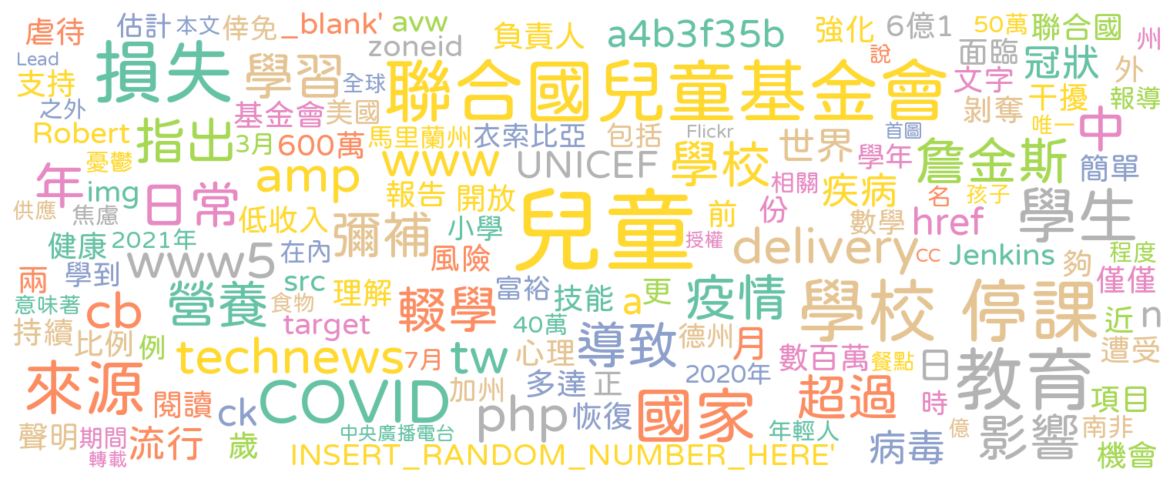 虐待 估計 本文 倖免 _blank' avw 負責人 a4b3f35b 強化 6億1 50萬 聯合國 州
Lead 損失 學習 zoneid 聯合國兒童基金會 說 面臨 冠狀 外
支持 全球 文字 干擾 報導
之外 基金會 美國 剝奪
Robert 指出 3月 600萬 馬里蘭州 衣索比亞 包括 Flickr 學校 世界 首圖 唯一 中
憂鬱 www UNICEF 學年 詹金斯 簡單
年 img 日常 amp 報告 開放 兒童 相關 疾病 名 孩子 學生
供應 焦慮 低收入 彌補 小學 前 份 數學 href
健康 2021年 在內 風險 授權 delivery cc Jenkins 夠 程度
兩 學到 www5 src 理解 富裕 技能 a 更 疫情 學校 停課 僅僅
意味著 cb 營養 食物 輟學 近 n
持續 比例 例 target 40萬 導致 德州 月 遭受
technews 7月 tw 心理 數百萬 餐點 日 教育
來源 閱讀 ck COVID 加州 多達 正 2020年 超過 時 項目
php 恢復 國家 影響 南非
聲明 期間 流行 歲 中央廣播電台 年輕人 病毒 億 機會
轉載 INSERT_RANDOM_NUMBER_HERE'